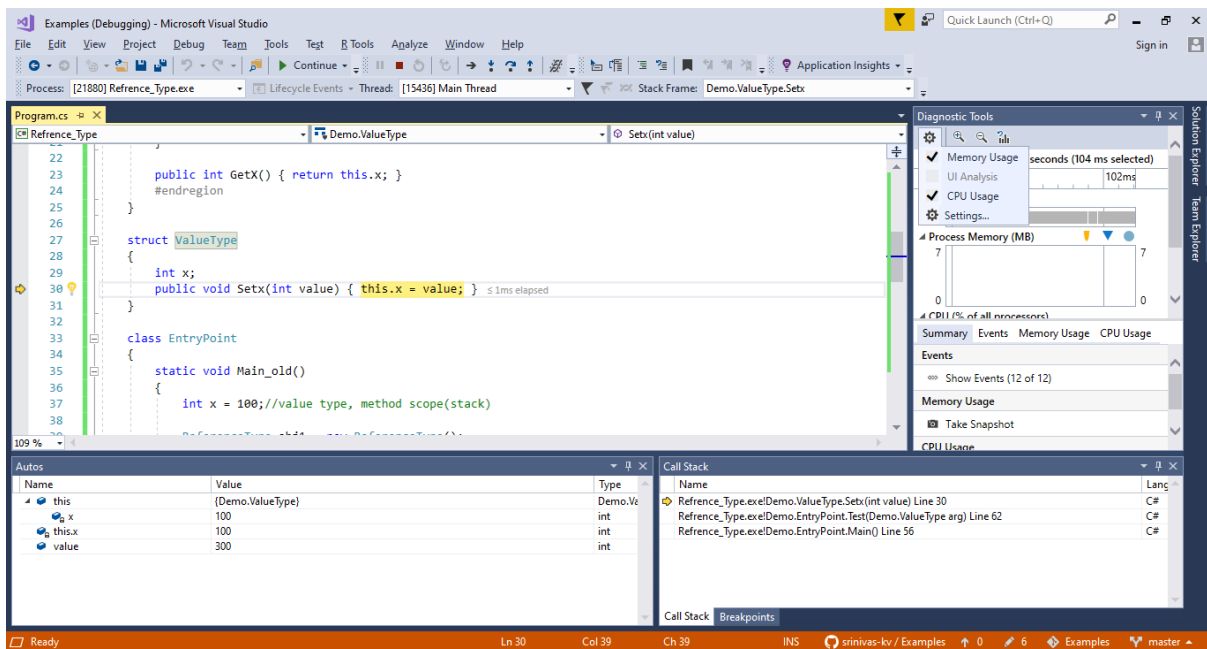 Examples (Debugging) - Microsoft Visual Studio
Quick Launch (Ctrl+Q)
File Edit View Project Debug Team Tools Test R Tools Analyze Window Help
Sign in
Continue
Application Insights
Process: [21880] Refrence_Type.exe Lifecycle Events Thread: [15436] Main Thread Stack Frame: Demo.ValueType.Setx
Program.cs
Refrence_Type Demo.ValueType Setx(int value)
22
23 public int GetX() { return this.x; }
24 #endregion
25 }
26
27 struct ValueType
28 {
29 int x;
30 public void Setx(int value) { this.x = value; } ≤1ms elapsed
31 }
32
33 class EntryPoint
34 {
35 static void Main_old()
36 {
37 int x = 100;//value type, method scope(stack)
38
109 %
Diagnostic Tools
Memory Usage
seconds (104 ms selected)
UI Analysis
102ms
CPU Usage
Settings...
Process Memory (MB)
7 7
0 0
CPU (% of all processors)
Summary Events Memory Usage CPU Usage
Events
Show Events (12 of 12)
Memory Usage
Take Snapshot
CPU Usage
Solution Explorer
Team Explorer
Autos
Name Value Type
this {Demo.ValueType} Demo.Va
x 100 int
this.x 100 int
value 300 int
Call Stack
Name Lang
Refrence_Type.exe!Demo.ValueType.Setx(int value) Line 30 C#
Refrence_Type.exe!Demo.EntryPoint.Test(Demo.ValueType arg) Line 62 C#
Refrence_Type.exe!Demo.EntryPoint.Main() Line 56 C#
Call Stack Breakpoints
Ready Ln 30 Col 39 Ch 39 INS srinivas-kv / Examples 0 6 Examples master